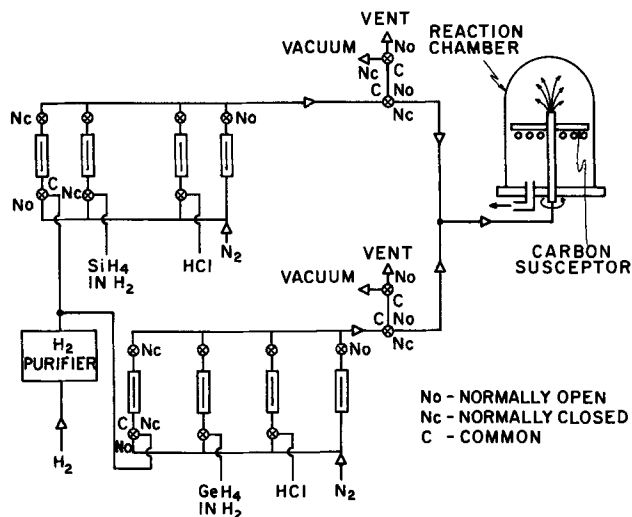 VENT
No
VACUUM
Nc
C
C
No
Nc
REACTION
CHAMBER
Nc
No
C
Nc
No
SiH4
IN H2
HCl
N2
CARBON
SUSCEPTOR
VENT
No
VACUUM
C
C
No
Nc
H2
PURIFIER
H2
Nc
No
C
Nc
No
GeH4
IN H2
HCl
N2
No - NORMALLY OPEN
Nc - NORMALLY CLOSED
C - COMMON